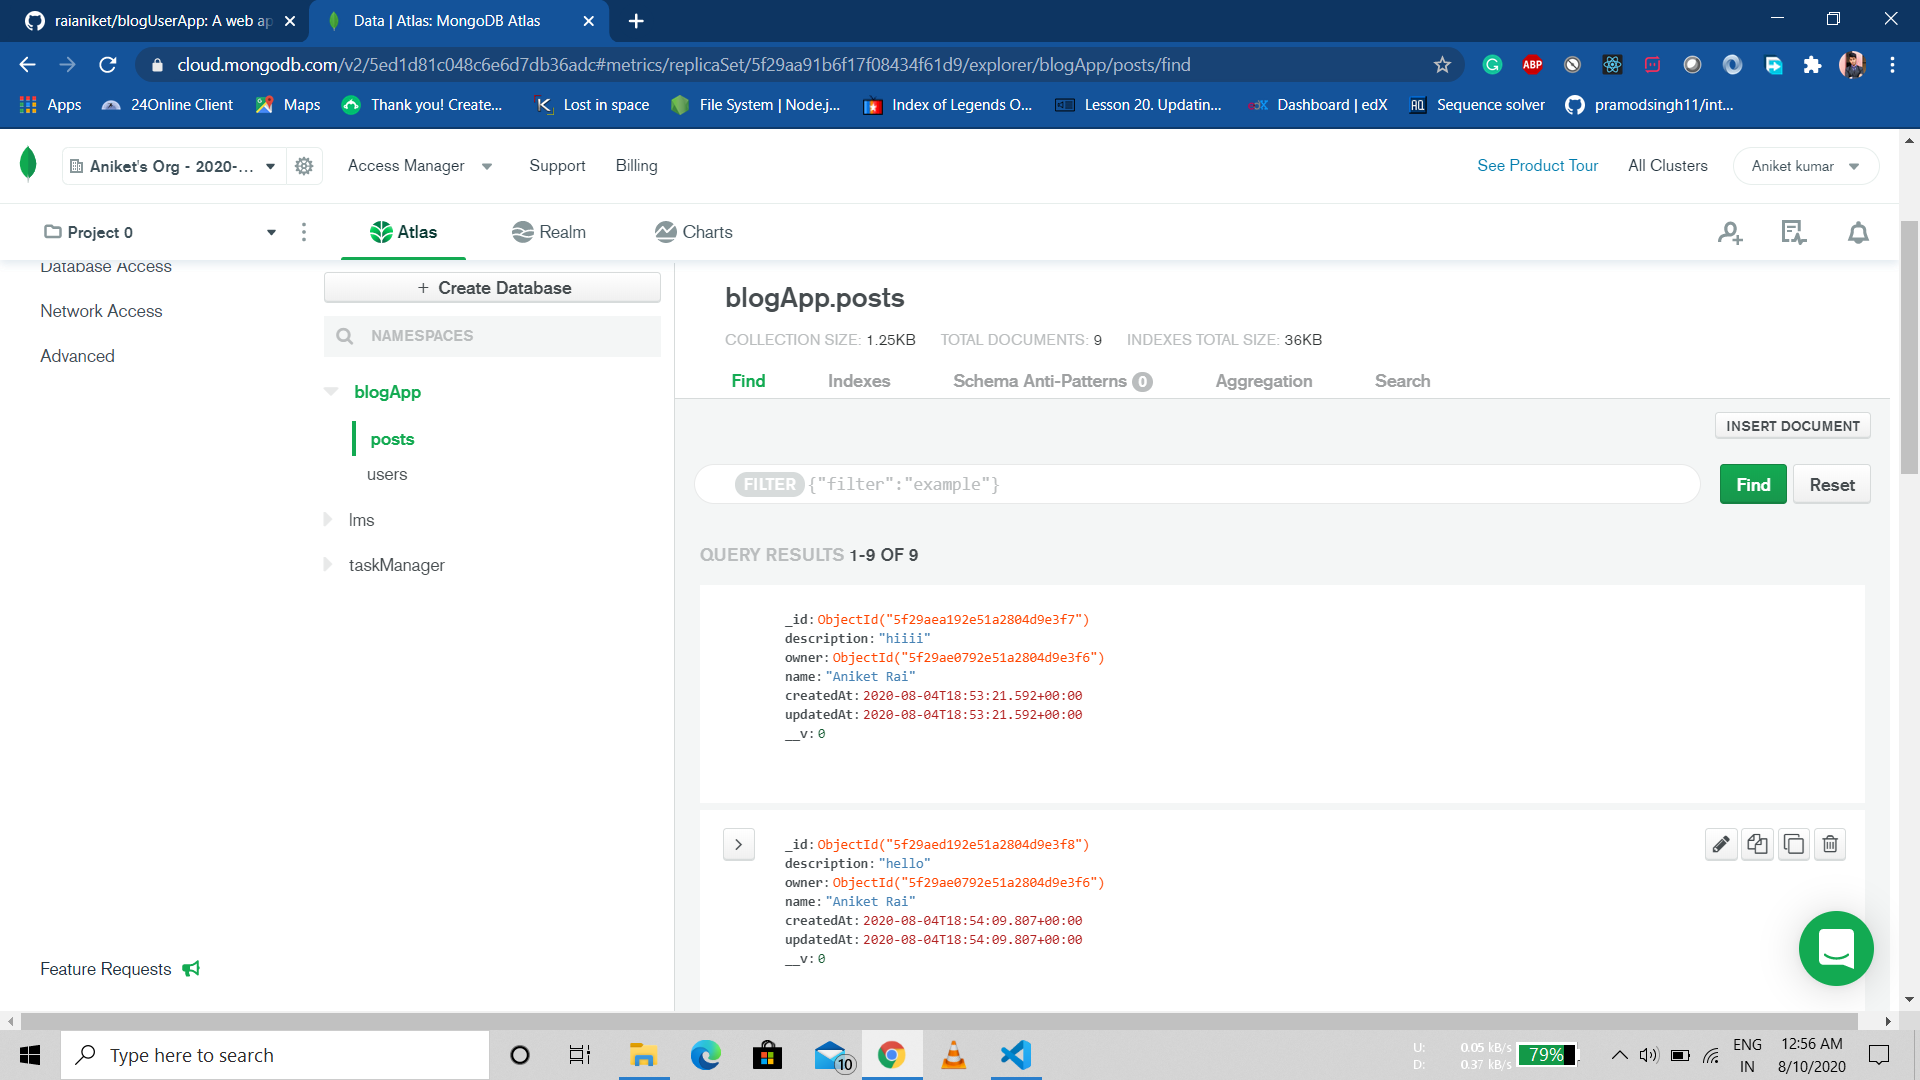 raianiket/blogUserApp: A web ap
Data | Atlas: MongoDB Atlas
cloud.mongodb.com/v2/5ed1d81c048c6e6d7db36adc#metrics/replicaSet/5f29aa91b6f17f08434f61d9/explorer/blogApp/posts/find
ABP
Apps 24Online Client Maps Thank you! Create... Lost in space File System | Node.j... Index of Legends O... Lesson 20. Updatin... Dashboard | edX Sequence solver pramodsingh11/int...
Aniket's Org - 2020-... Access Manager Support Billing See Product Tour All Clusters Aniket kumar
Project 0 Atlas Realm Charts
Database Access
Network Access
Advanced
Feature Requests
+ Create Database
NAMESPACES
blogApp
posts
users
lms
taskManager
blogApp.posts
COLLECTION SIZE: 1.25KB TOTAL DOCUMENTS: 9 INDEXES TOTAL SIZE: 36KB
Find Indexes Schema Anti-Patterns 0 Aggregation Search
INSERT DOCUMENT
FILTER {"filter":"example"} Find Reset
QUERY RESULTS 1-9 OF 9
_id: ObjectId("5f29aea192e51a2804d9e3f7")
description: "hiiii"
owner: ObjectId("5f29ae0792e51a2804d9e3f6")
name: "Aniket Rai"
createdAt: 2020-08-04T18:53:21.592+00:00
updatedAt: 2020-08-04T18:53:21.592+00:00
__v: 0
_id: ObjectId("5f29aed192e51a2804d9e3f8")
description: "hello"
owner: ObjectId("5f29ae0792e51a2804d9e3f6")
name: "Aniket Rai"
createdAt: 2020-08-04T18:54:09.807+00:00
updatedAt: 2020-08-04T18:54:09.807+00:00
__v: 0
Type here to search
10
U: 0.05 kB/s
D: 0.37 kB/s
79%
ENG
IN
12:56 AM
8/10/2020